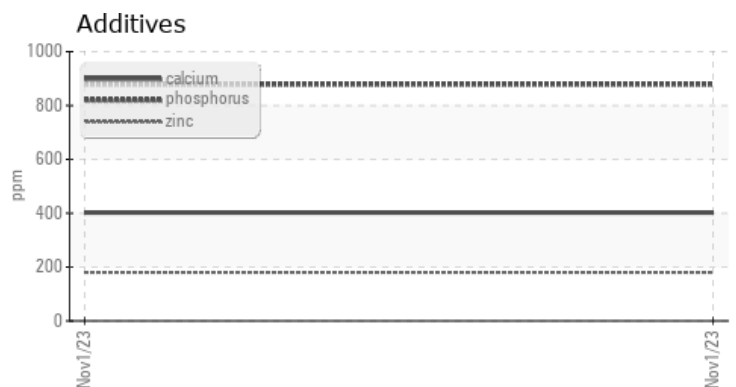 Additives
1000
800
600
400
200
0
ppm
calcium
phosphorus
zinc
Nov1/23
Nov1/23